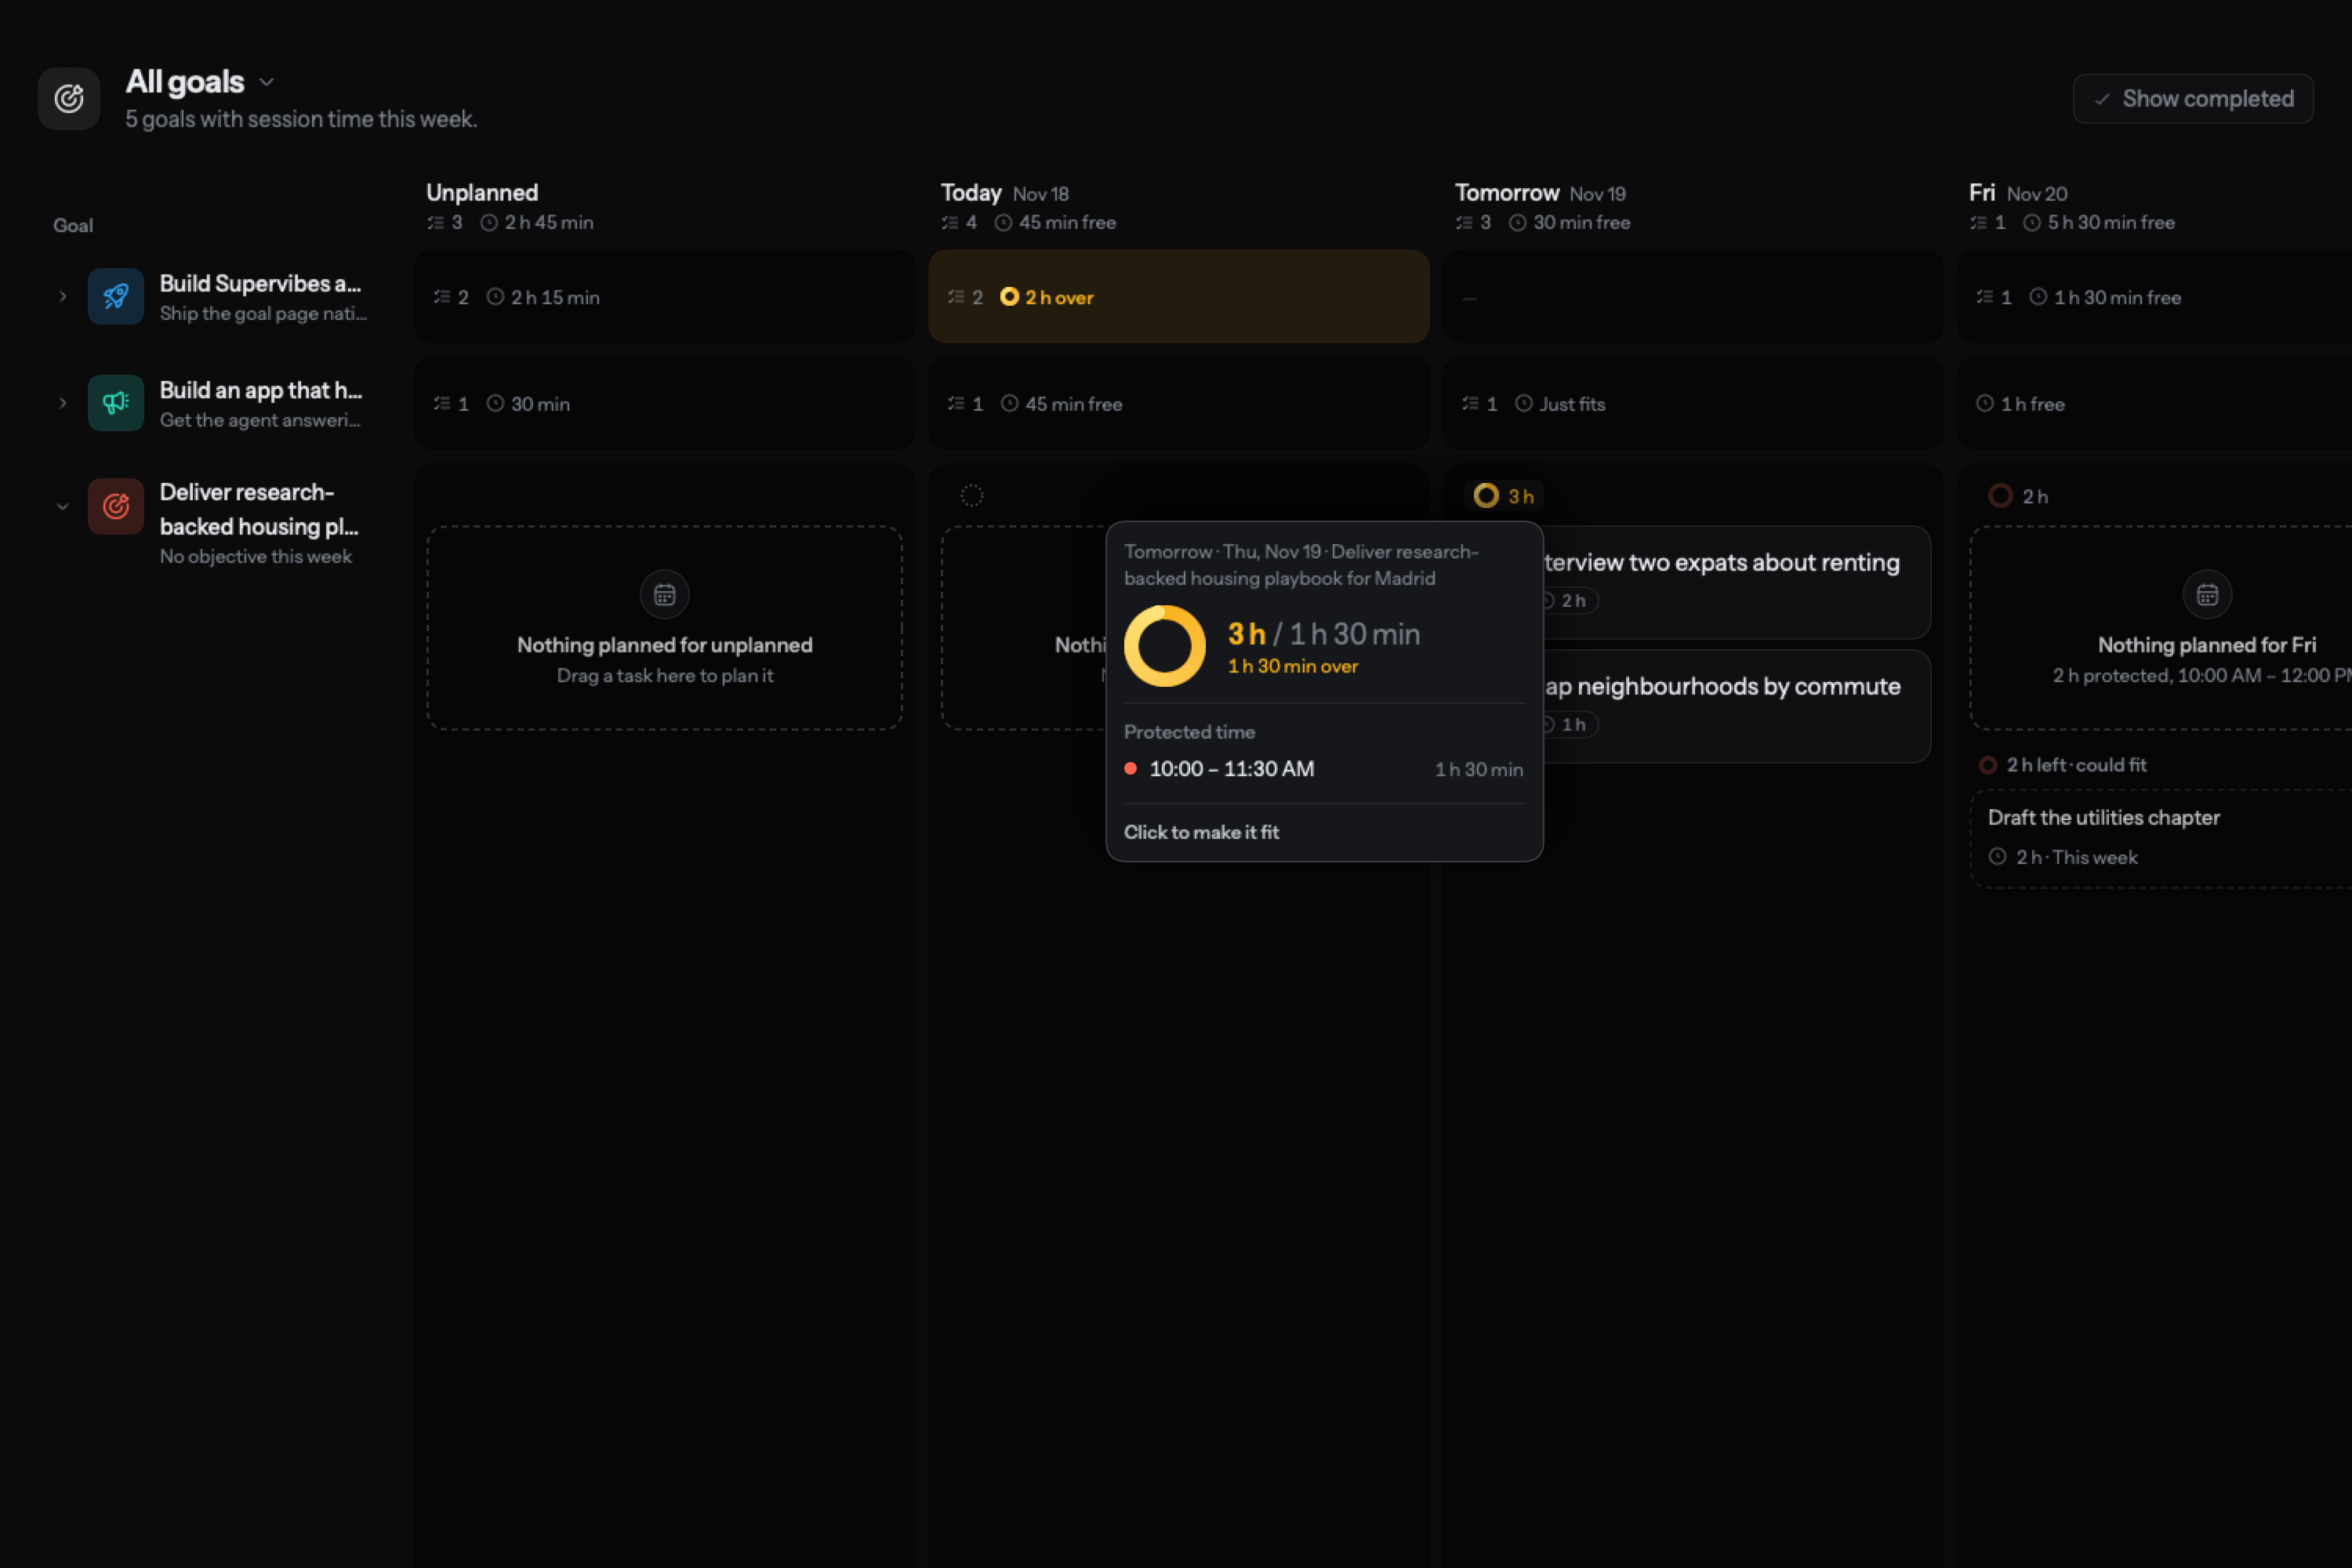 All goals
5 goals with session time this week.
Show completed
Goal
Unplanned
3 2 h 45 min
Today Nov 18
4 45 min free
Tomorrow Nov 19
3 30 min free
Fri Nov 20
1 5 h 30 min free
Build Supervibes a...
Ship the goal page nati...
2 2 h 15 min
2 2 h over
–
1 1 h 30 min free
Build an app that h...
Get the agent answeri...
1 30 min
1 45 min free
1 Just fits
1 h free
Deliver research-
backed housing pl...
No objective this week
Nothing planned for unplanned
Drag a task here to plan it
3 h
terview two expats about renting
2 h
ap neighbourhoods by commute
1 h
Tomorrow · Thu, Nov 19 · Deliver research-
backed housing playbook for Madrid
3 h / 1 h 30 min
1 h 30 min over
Protected time
10:00 – 11:30 AM 1 h 30 min
Click to make it fit
2 h
Nothing planned for Fri
2 h protected, 10:00 AM – 12:00 P
2 h left · could fit
Draft the utilities chapter
2 h · This week